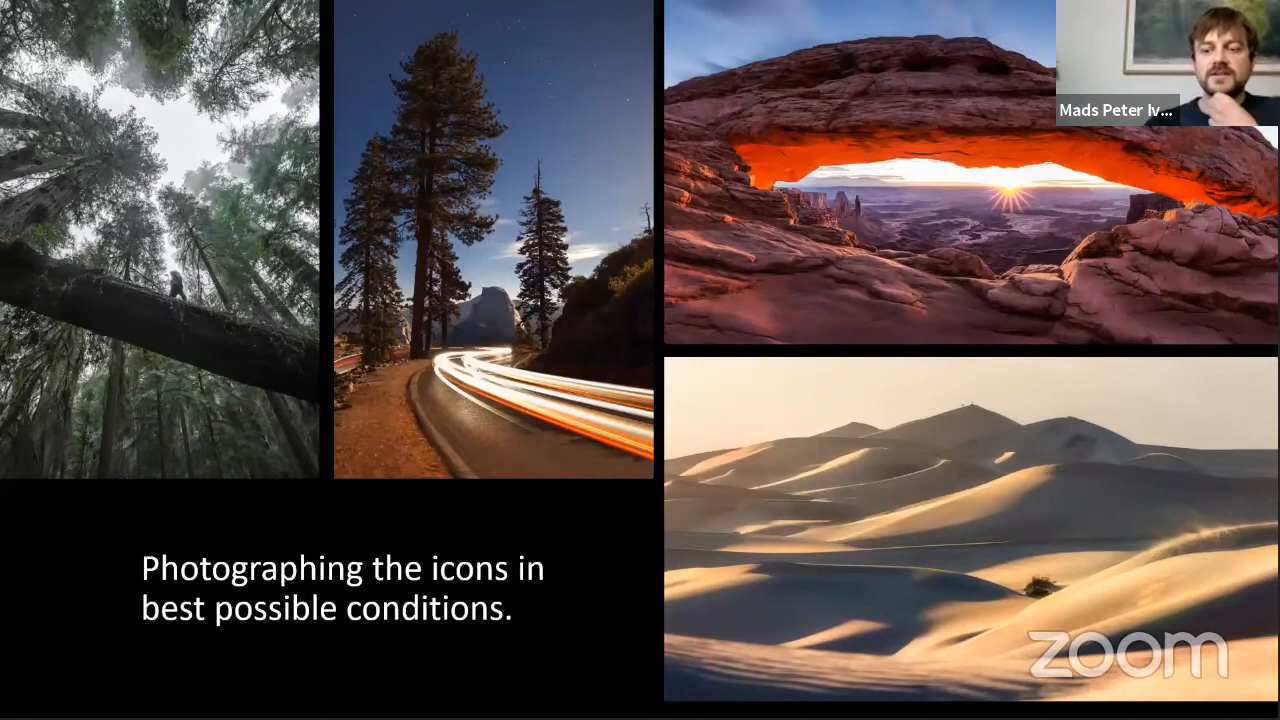 Mads Peter Iv...
Photographing the icons in
best possible conditions.
zoom